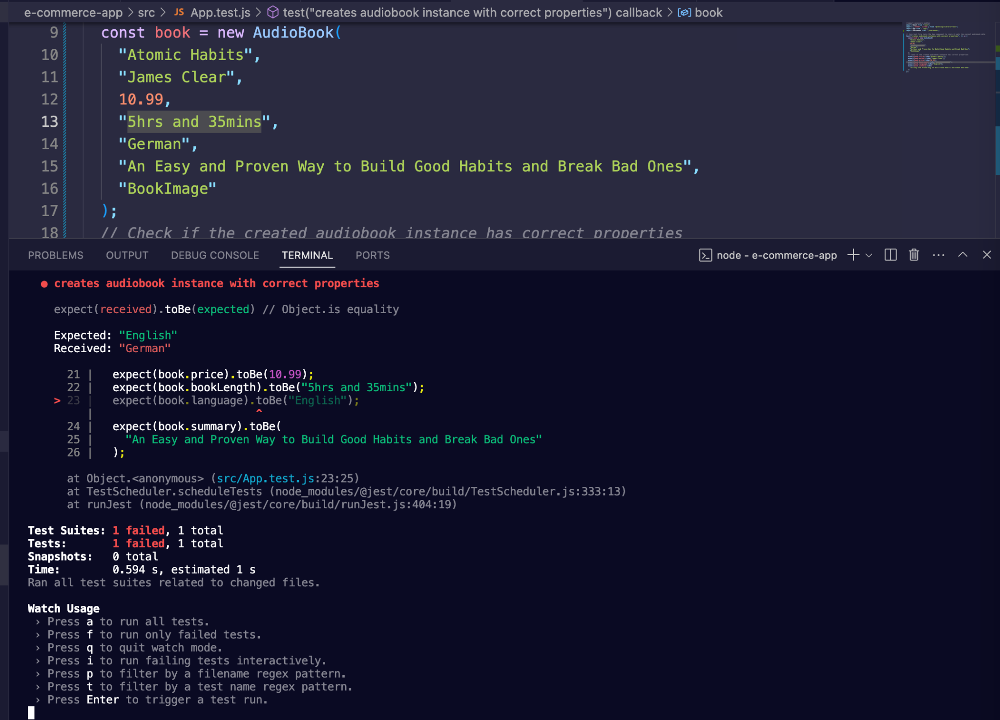 e-commerce-app > src > JS App.test.js > test("creates audiobook instance with correct properties") callback > book
9 const book = new AudioBook(
10 "Atomic Habits",
11 "James Clear",
12 10.99,
13 "5hrs and 35mins",
14 "German",
15 "An Easy and Proven Way to Build Good Habits and Break Bad Ones",
16 "BookImage"
17 );
18 // Check if the created audiobook instance has correct properties
PROBLEMS OUTPUT DEBUG CONSOLE TERMINAL PORTS node - e-commerce-app
● creates audiobook instance with correct properties
expect(received).toBe(expected) // Object.is equality
Expected: "English"
Received: "German"
21 | expect(book.price).toBe(10.99);
22 | expect(book.bookLength).toBe("5hrs and 35mins");
> 23 | expect(book.language).toBe("English");
| ^
24 | expect(book.summary).toBe(
25 | "An Easy and Proven Way to Build Good Habits and Break Bad Ones"
26 | );
at Object.<anonymous> (src/App.test.js:23:25)
at TestScheduler.scheduleTests (node_modules/@jest/core/build/TestScheduler.js:333:13)
at runJest (node_modules/@jest/core/build/runJest.js:404:19)
Test Suites: 1 failed, 1 total
Tests: 1 failed, 1 total
Snapshots: 0 total
Time: 0.594 s, estimated 1 s
Ran all test suites related to changed files.
Watch Usage
› Press a to run all tests.
› Press f to run only failed tests.
› Press q to quit watch mode.
› Press i to run failing tests interactively.
› Press p to filter by a filename regex pattern.
› Press t to filter by a test name regex pattern.
› Press Enter to trigger a test run.